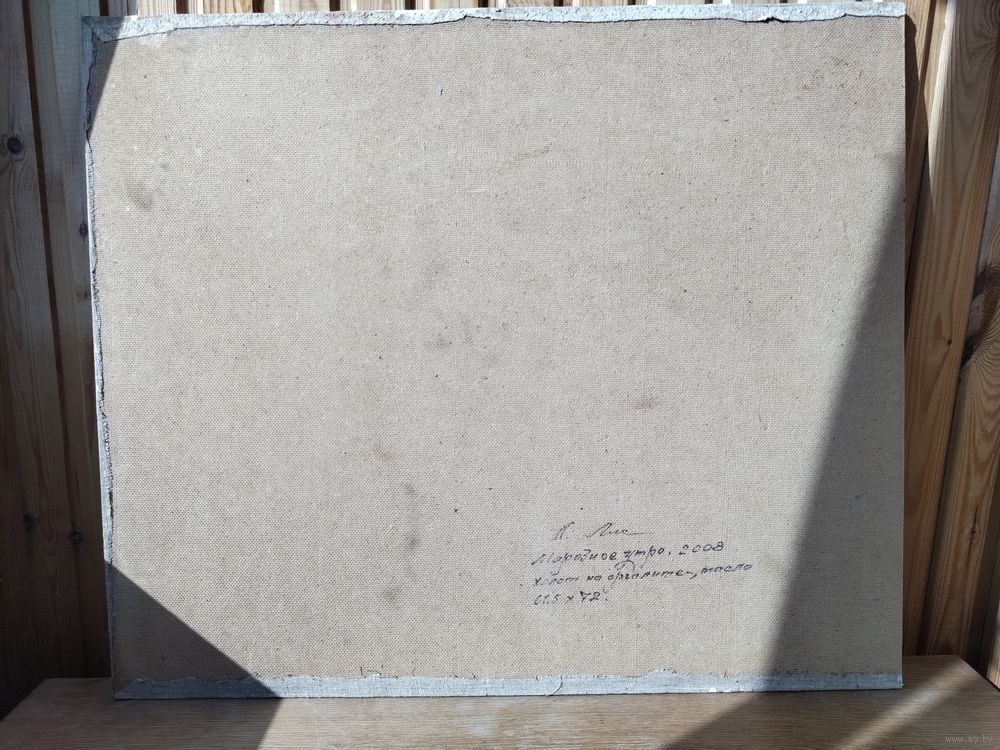 Морозное утро. 2008
холст на оргалите, масло
61.5 x 72.
www.ay.by